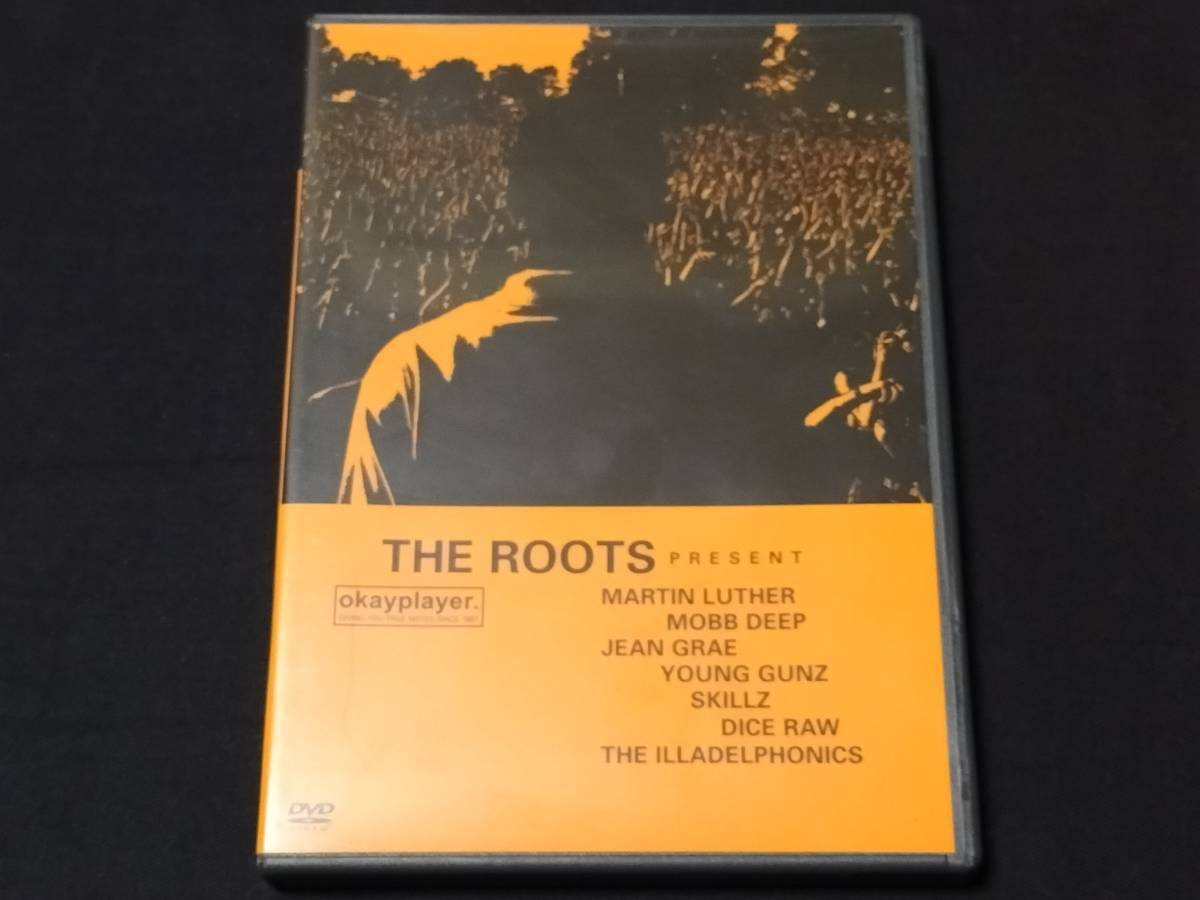 THE ROOTS PRESENT
okayplayer.
MARTIN LUTHER
MOBB DEEP
JEAN GRAE
YOUNG GUNZ
SKILLZ
DICE RAW
THE ILLADELPHONICS
DVD